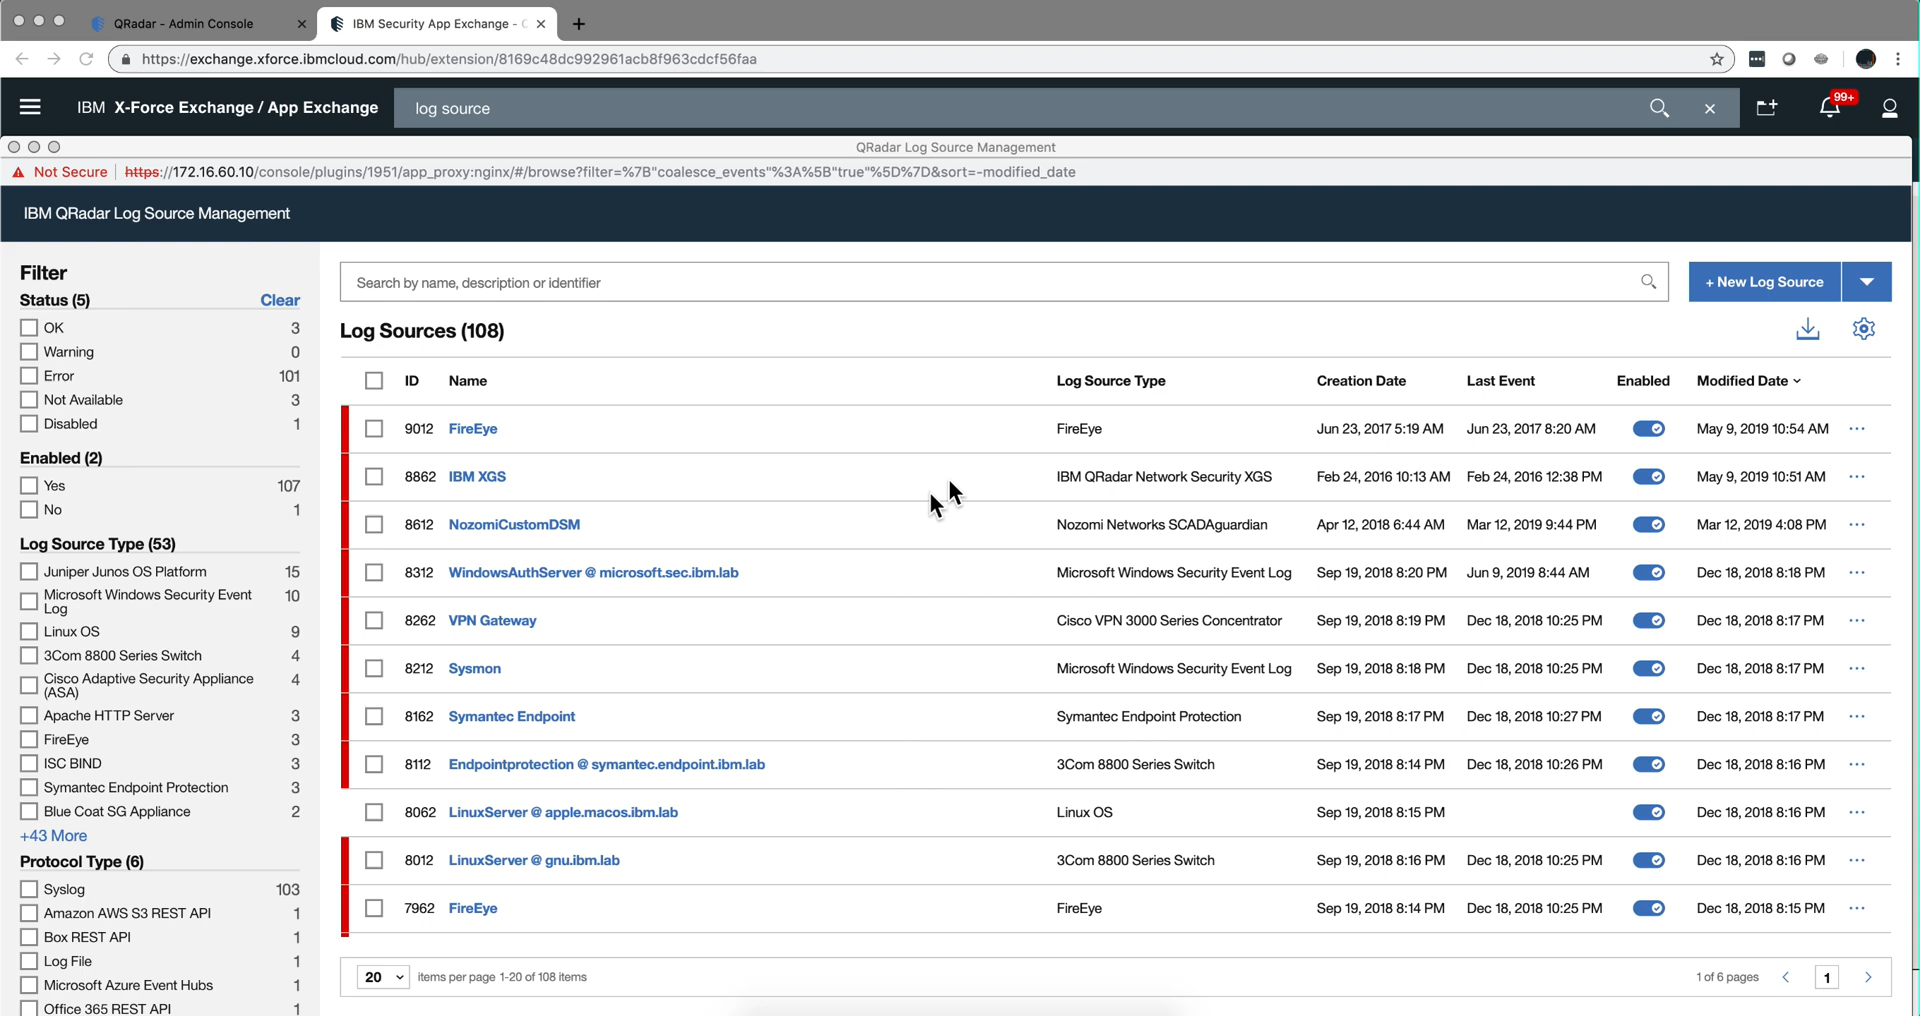 QRadar - Admin Console
IBM Security App Exchange -
https://exchange.xforce.ibmcloud.com/hub/extension/8169c48dc992961acb8f963cdcf56faa
IBM X-Force Exchange / App Exchange
log source
99+
QRadar Log Source Management
Not Secure https://172.16.60.10/console/plugins/1951/app_proxy:nginx/#/browse?filter=%7B"coalesce_events"%3A%5B"true"%5D%7D&sort=-modified_date
IBM QRadar Log Source Management
Filter
Status (5) Clear
OK 3
Warning 0
Error 101
Not Available 3
Disabled 1
Enabled (2)
Yes 107
No 1
Log Source Type (53)
Juniper Junos OS Platform 15
Microsoft Windows Security Event 10
Log
Linux OS 9
3Com 8800 Series Switch 4
Cisco Adaptive Security Appliance 4
(ASA)
Apache HTTP Server 3
FireEye 3
ISC BIND 3
Symantec Endpoint Protection 3
Blue Coat SG Appliance 2
+43 More
Protocol Type (6)
Syslog 103
Amazon AWS S3 REST API 1
Box REST API 1
Log File 1
Microsoft Azure Event Hubs 1
Office 365 REST API 1
Search by name, description or identifier
+ New Log Source
Log Sources (108)
ID Name Log Source Type Creation Date Last Event Enabled Modified Date
9012 FireEye FireEye Jun 23, 2017 5:19 AM Jun 23, 2017 8:20 AM May 9, 2019 10:54 AM ...
8862 IBM XGS IBM QRadar Network Security XGS Feb 24, 2016 10:13 AM Feb 24, 2016 12:38 PM May 9, 2019 10:51 AM ...
8612 NozomiCustomDSM Nozomi Networks SCADAguardian Apr 12, 2018 6:44 AM Mar 12, 2019 9:44 PM Mar 12, 2019 4:08 PM ...
8312 WindowsAuthServer @ microsoft.sec.ibm.lab Microsoft Windows Security Event Log Sep 19, 2018 8:20 PM Jun 9, 2019 8:44 AM Dec 18, 2018 8:18 PM ...
8262 VPN Gateway Cisco VPN 3000 Series Concentrator Sep 19, 2018 8:19 PM Dec 18, 2018 10:25 PM Dec 18, 2018 8:17 PM ...
8212 Sysmon Microsoft Windows Security Event Log Sep 19, 2018 8:18 PM Dec 18, 2018 10:25 PM Dec 18, 2018 8:17 PM ...
8162 Symantec Endpoint Symantec Endpoint Protection Sep 19, 2018 8:17 PM Dec 18, 2018 10:27 PM Dec 18, 2018 8:17 PM ...
8112 Endpointprotection @ symantec.endpoint.ibm.lab 3Com 8800 Series Switch Sep 19, 2018 8:14 PM Dec 18, 2018 10:26 PM Dec 18, 2018 8:16 PM ...
8062 LinuxServer @ apple.macos.ibm.lab Linux OS Sep 19, 2018 8:15 PM Dec 18, 2018 8:16 PM ...
8012 LinuxServer @ gnu.ibm.lab 3Com 8800 Series Switch Sep 19, 2018 8:16 PM Dec 18, 2018 10:25 PM Dec 18, 2018 8:16 PM ...
7962 FireEye FireEye Sep 19, 2018 8:14 PM Dec 18, 2018 10:25 PM Dec 18, 2018 8:15 PM ...
20 items per page 1-20 of 108 items 1 of 6 pages 1